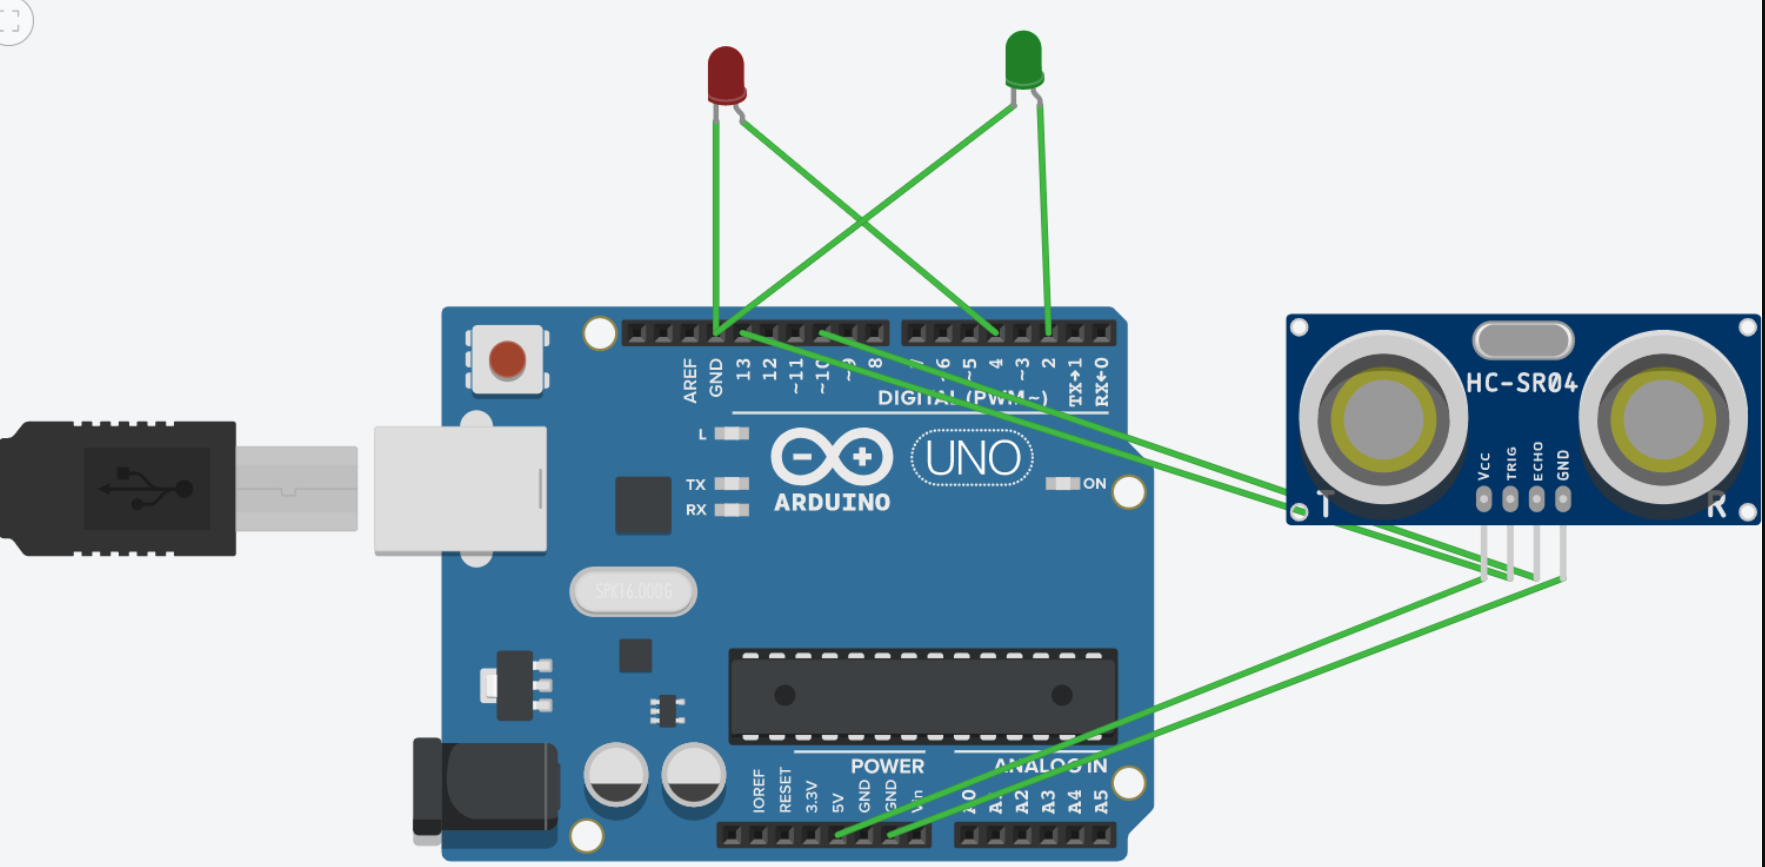 AREF
GND
13
12
~11
~10
~9
8
7
~6
~5
4
~3
2
TX→1
RX←0
DIGITAL (PWM~)
L
TX
RX
UNO
ON
ARDUINO
SPK16.000G
HC-SR04
Vcc
TRIG
ECHO
GND
T
R
POWER
ANALOG IN
IOREF
RESET
3.3V
5V
GND
GND
Vin
A0
A1
A2
A3
A4
A5